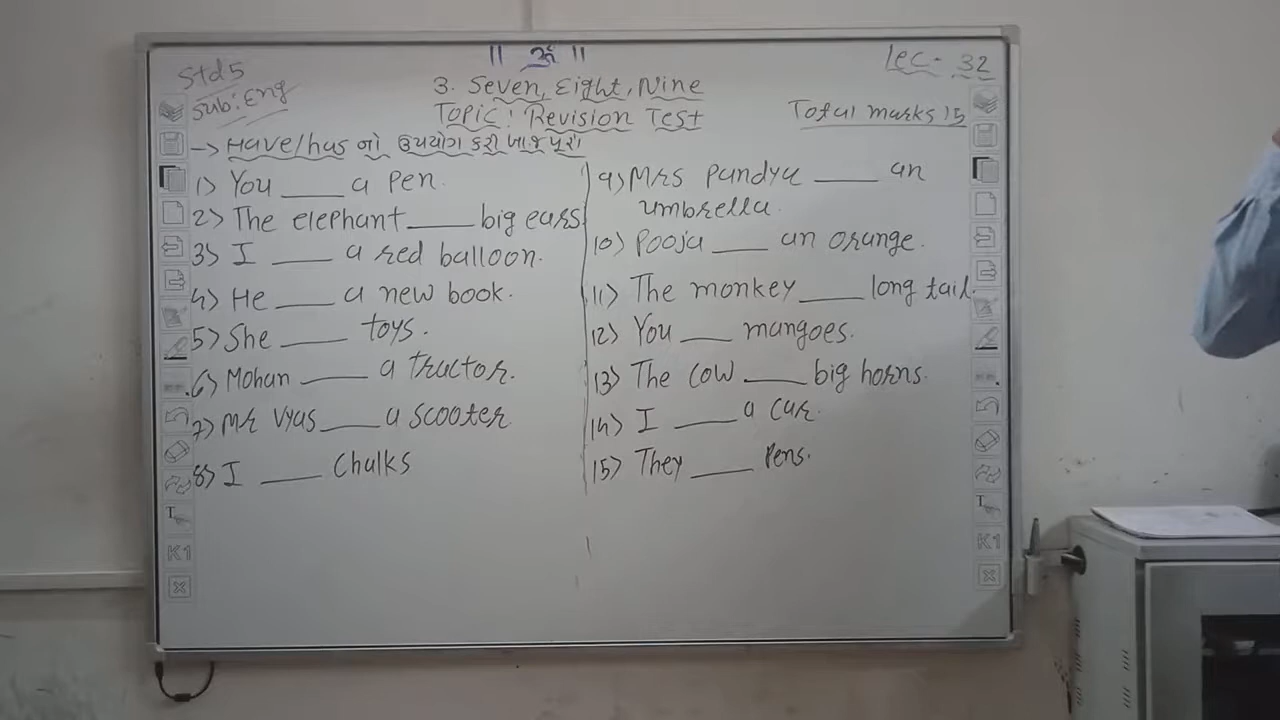 || ૐ ||
Std 5
Sub: Eng
Lec - 32
3. Seven, Eight, Nine
Topic: Revision Test
Total marks 15
→ Have/has નો ઉપયોગ કરી ખા.જ પૂરો
1) You ____ a pen.
2) The elephant ____ big ears
3) I ____ a red balloon.
4) He ____ a new book.
5) She ____ toys.
6) Mohan ____ a tractor.
7) Mr vyas ____ a scooter
8) I ____ chalks
9) Mrs pandya ____ an
umbrella.
10) Pooja ____ an orange.
11) The monkey ____ long tail.
12) You ____ mangoes.
13) The cow ____ big horns.
14) I ____ a car.
15) They ____ Pens.
T
K1
T
K1